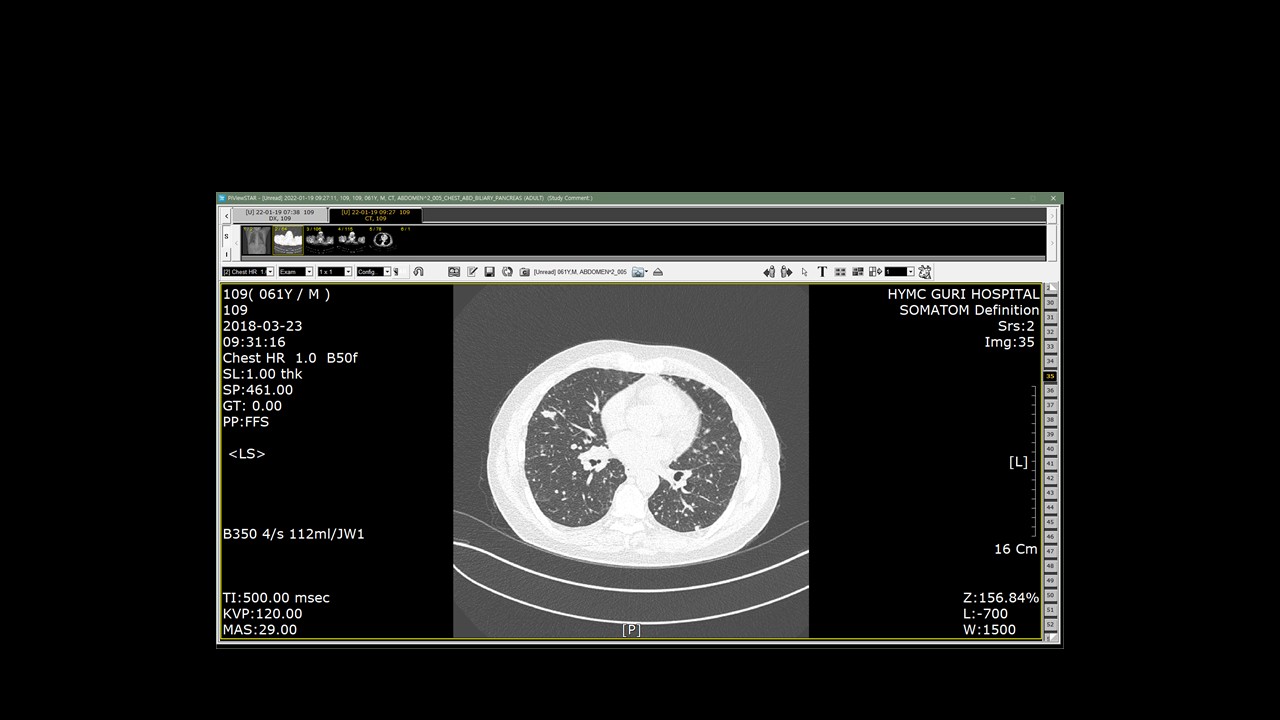 PiViewSTAR - [Unread] 2022-01-19 09:27:11, 109, 109, 061Y, M, CT, ABDOMEN^2_005_CHEST_ABD_BILIARY_PANCREAS (ADULT) (Study Comment:)
[U] 22-01-19 07:38 109
DX, 109
[U] 22-01-19 09:27 109
CT, 109
S
I
[2] Chest HR 1.
Exam
1 x 1
Config.
[Unread] 061Y,M, ABDOMEN^2_005
T
1
109( 061Y / M )
109
2018-03-23
09:31:16
Chest HR 1.0 B50f
SL:1.00 thk
SP:461.00
GT: 0.00
PP:FFS
<LS>
B350 4/s 112ml/JW1
TI:500.00 msec
KVP:120.00
MAS:29.00
[P]
HYMC GURI HOSPITAL
SOMATOM Definition
Srs:2
Img:35
[L]
16 Cm
Z:156.84%
L:-700
W:1500
30
31
32
33
34
35
36
37
38
39
40
41
42
43
44
45
46
47
48
49
50
51
52